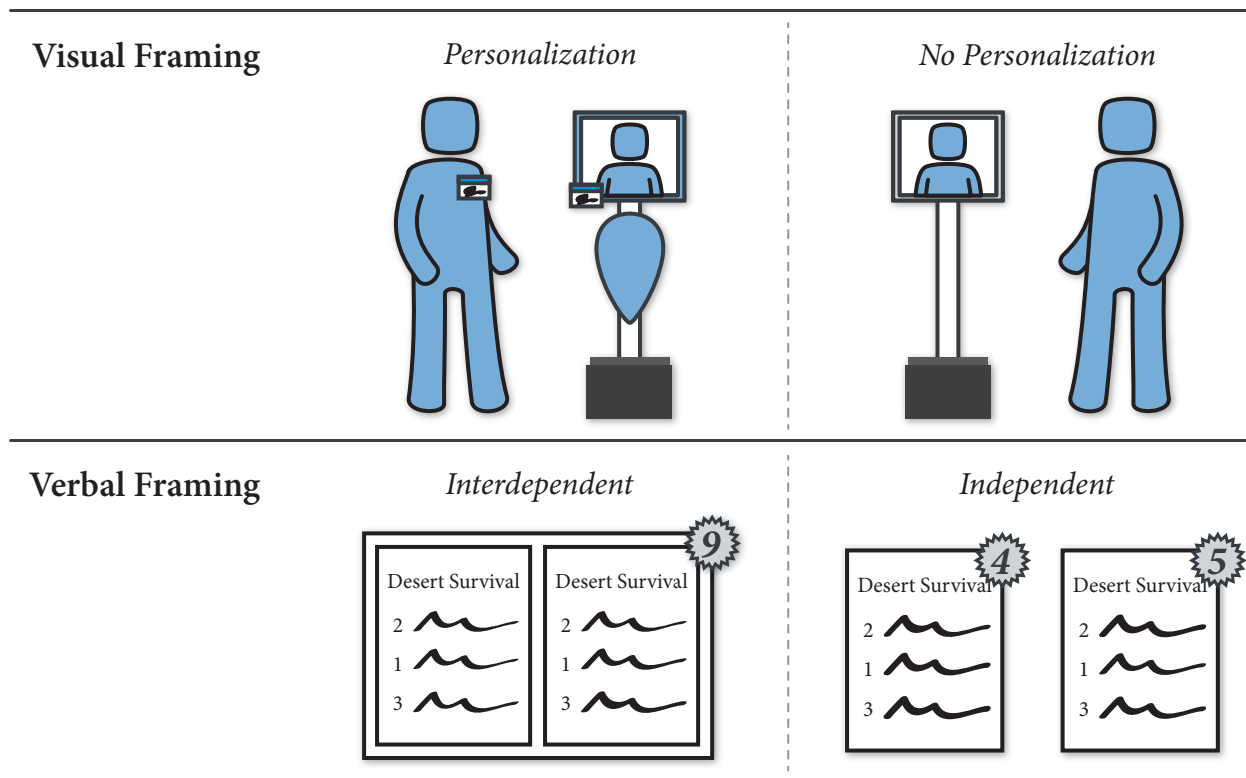 Visual Framing
Personalization
No Personalization
Verbal Framing
Interdependent
Independent
9
Desert Survival
2
1
3
Desert Survival
2
1
3
4
Desert Survival
2
1
3
5
Desert Survival
2
1
3